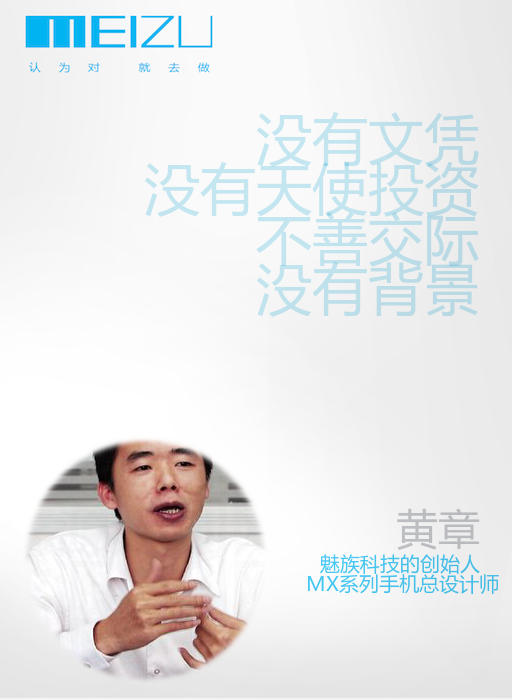 MEIZU
认为对 就去做
没有文凭
没有天使投资
不善交际
没有背景
黄章
魅族科技的创始人
MX系列手机总设计师